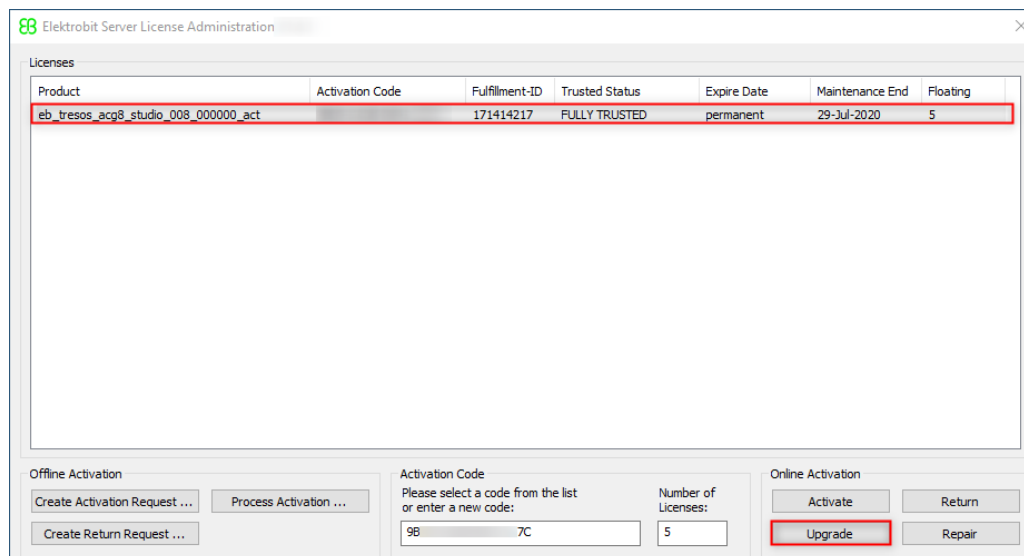 EB Elektrobit Server License Administration
Licenses
Product Activation Code Fulfillment-ID Trusted Status Expire Date Maintenance End Floating
eb_tresos_acg8_studio_008_000000_act 171414217 FULLY TRUSTED permanent 29-Jul-2020 5
Offline Activation Activation Code Online Activation
Create Activation Request ... Process Activation ... Please select a code from the list Number of Activate Return
or enter a new code: Licenses:
Create Return Request ... 9B 7C 5 Upgrade Repair